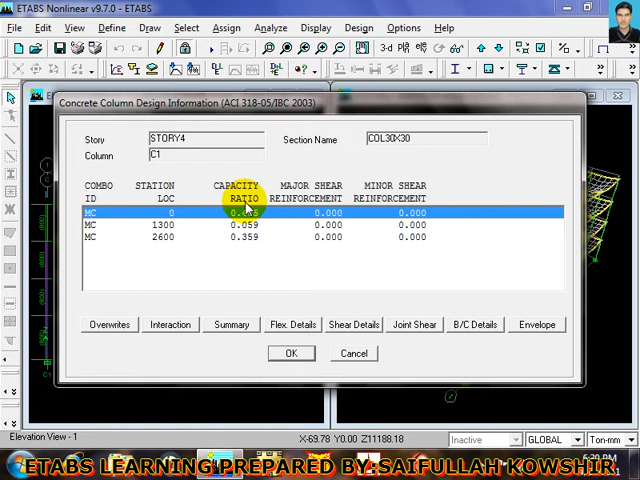 ETABS Nonlinear v9.7.0 - ETABS
File Edit View Define Draw Select Assign Analyze Display Design Options Help
3-d
Concrete Column Design Information (ACI 318-05/IBC 2003)
Story STORY4 Section Name COL30X30
Column C1
COMBO STATION CAPACITY MAJOR SHEAR MINOR SHEAR
ID LOC RATIO REINFORCEMENT REINFORCEMENT
MC 0 0.000 0.000
MC 1300 0.059 0.000 0.000
MC 2600 0.359 0.000 0.000
Overwrites Interaction Summary Flex. Details Shear Details Joint Shear B/C Details Envelope
OK Cancel
Elevation View - 1 X-69.78 Y0.00 Z11188.18 Inactive GLOBAL Ton-mm
ETABS LEARNING PREPARED BY:SAIFULLAH KOWSHIR